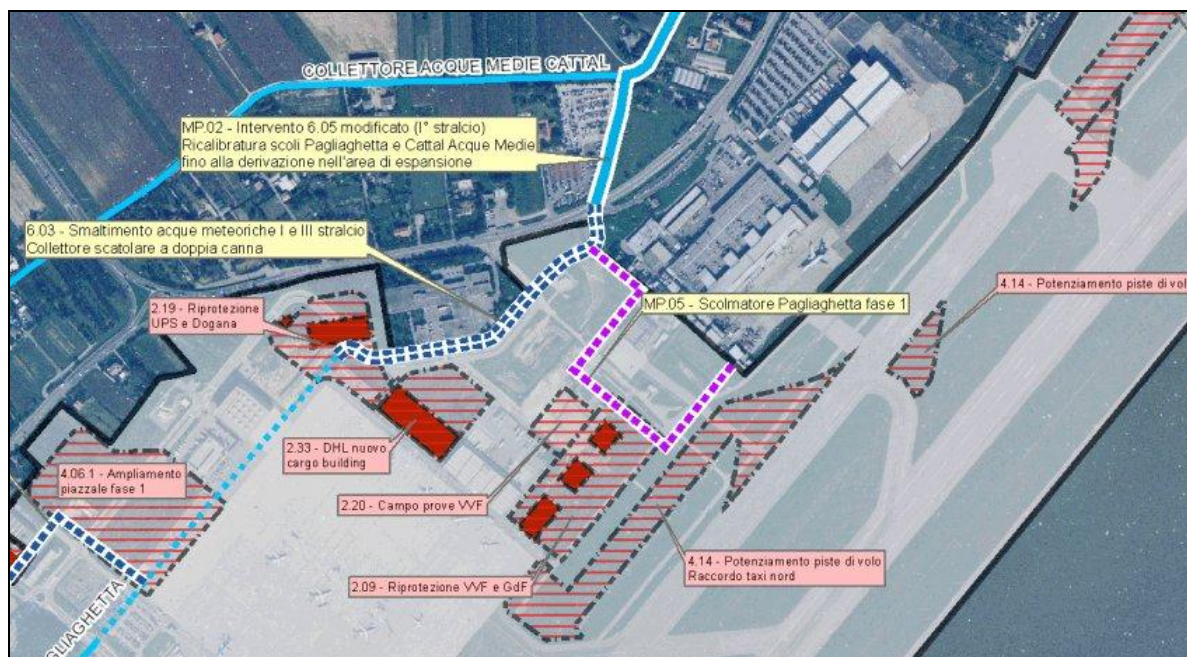 COLLETTORE ACQUE MEDIE CATTAL
MP.02 - Intervento 6.05 modificato (I° stralcio)
Ricalibratura scoli Pagliaghetta e Cattal Acque Medie
fino alla derivazione nell'area di espansione
6.03 - Smaltimento acque meteoriche I e III stralcio
Collettore scatolare a doppia canna
2.19 - Riprotezione
UPS e Dogana
MP.05 - Scolmatore Pagliaghetta fase 1
4.14 - Potenziamento piste di volo
2.33 - DHL nuovo
cargo building
4.06.1 - Ampliamento
piazzale fase 1
2.20 - Campo prove VVF
2.09 - Riprotezione VVF e GdF
4.14 - Potenziamento piste di volo
Raccordo taxi nord
GLIAGHETTA